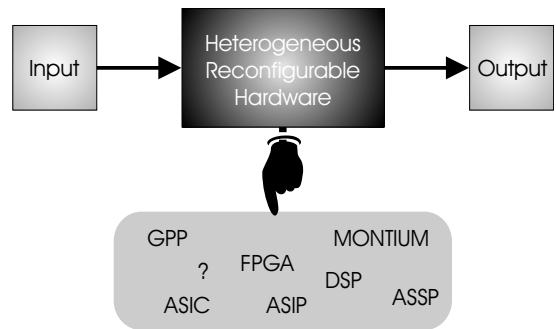 Input
Heterogeneous
Reconfigurable
Hardware
Output
GPP
MONTIUM
?
FPGA
DSP
ASIC
ASIP
ASSP